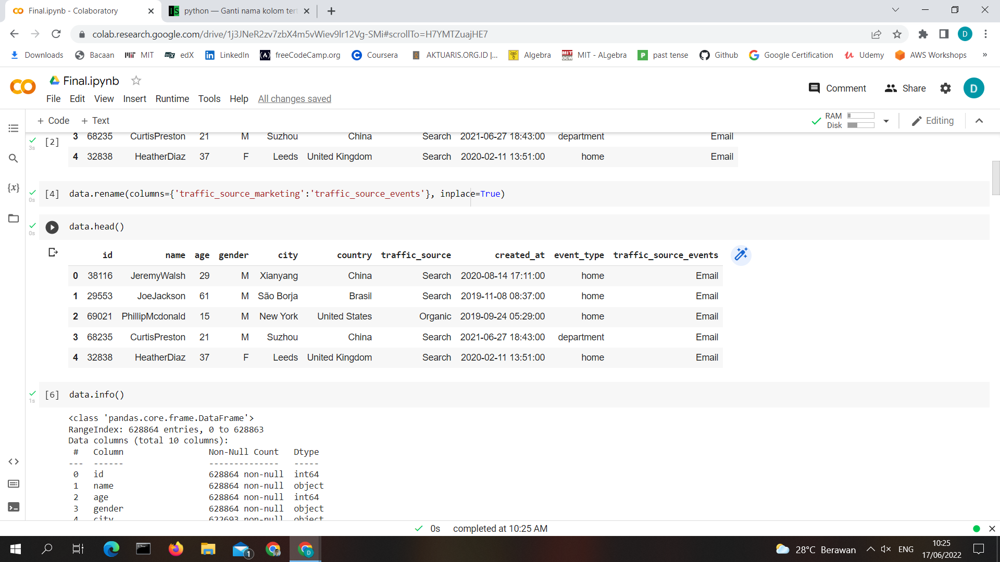 Final.ipynb - Colaboratory
python — Ganti nama kolom tert
colab.research.google.com/drive/1j3JNeR2zv7zbX4m5vWiev9lr12Vg-SMi#scrollTo=H7YMTZuajHE7
D
Downloads Bacaan MIT edX LinkedIn freeCodeCamp.org Coursera AKTUARIS.ORG.ID |... Algebra MIT - ALgebra past tense Github Google Certification Udemy AWS Workshops »
Final.ipynb
Comment Share D
File Edit View Insert Runtime Tools Help All changes saved
+ Code + Text
RAM
Disk
Editing
[2] 3s
3 68235 CurtisPreston 21 M Suzhou China Search 2021-06-27 18:43:00 department Email
4 32838 HeatherDiaz 37 F Leeds United Kingdom Search 2020-02-11 13:51:00 home Email
0s [4] data.rename(columns={'traffic_source_marketing':'traffic_source_events'}, inplace=True)
0s data.head()
id name age gender city country traffic_source created_at event_type traffic_source_events
0 38116 JeremyWalsh 29 M Xianyang China Search 2020-08-14 17:11:00 home Email
1 29553 JoeJackson 61 M São Borja Brasil Search 2019-11-08 08:37:00 home Email
2 69021 PhillipMcdonald 15 M New York United States Organic 2019-09-24 05:29:00 home Email
3 68235 CurtisPreston 21 M Suzhou China Search 2021-06-27 18:43:00 department Email
4 32838 HeatherDiaz 37 F Leeds United Kingdom Search 2020-02-11 13:51:00 home Email
1s [6] data.info()
<class 'pandas.core.frame.DataFrame'>
RangeIndex: 628864 entries, 0 to 628863
Data columns (total 10 columns):
# Column Non-Null Count Dtype
--- ------ -------------- -----
0 id 628864 non-null int64
1 name 628864 non-null object
2 age 628864 non-null int64
3 gender 628864 non-null object
4 city 622693 non-null object
0s completed at 10:25 AM
1 D
28°C Berawan ENG
10:25
17/06/2022